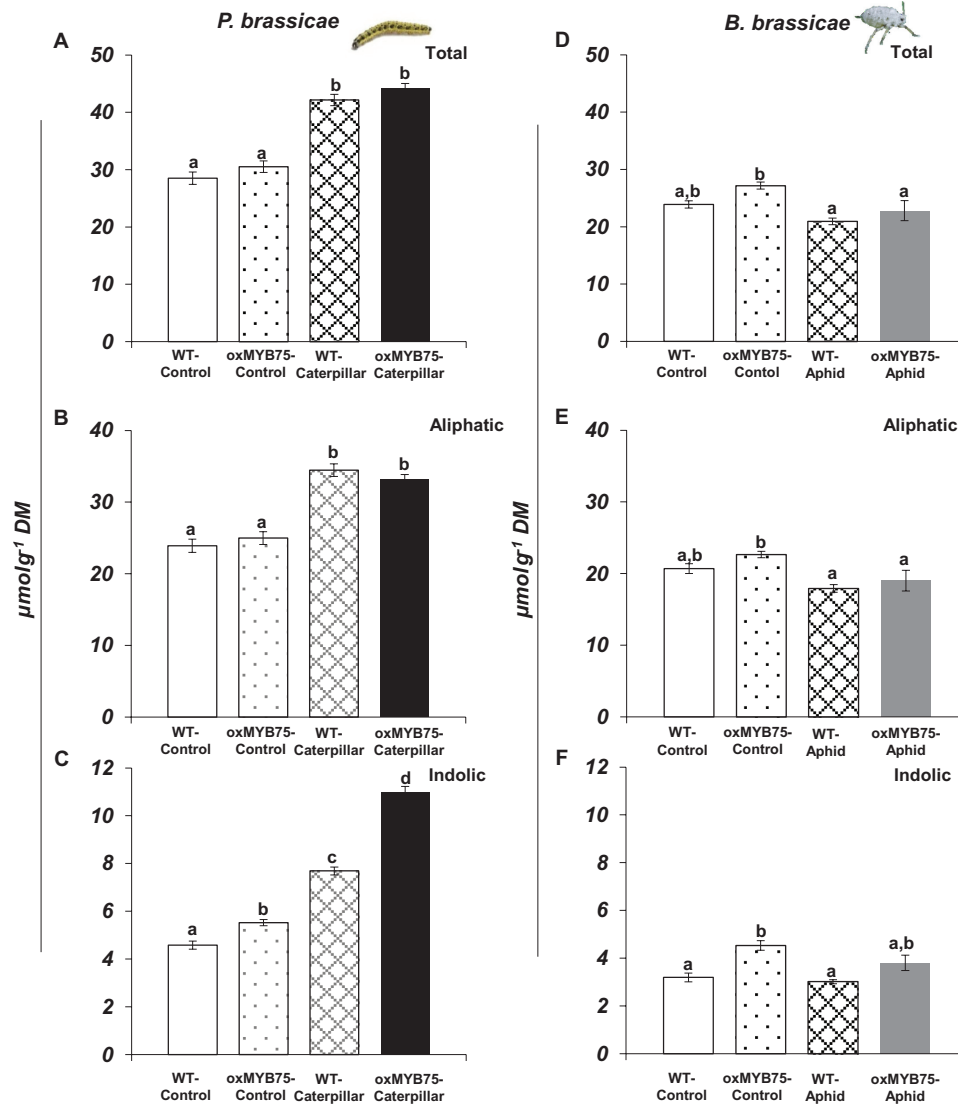 P. brassicae
B. brassicae
A
Total
50
40
30
20
10
0
a
a
b
b
WT-
Control
oxMYB75-
Control
WT-
Caterpillar
oxMYB75-
Caterpillar
D
Total
50
40
30
20
10
0
a,b
b
a
a
WT-
Control
oxMYB75-
Contol
WT-
Aphid
oxMYB75-
Aphid
μmolg-1 DM
B
Aliphatic
40
30
20
10
0
a
a
b
b
WT-
Control
oxMYB75-
Control
WT-
Caterpillar
oxMYB75-
Caterpillar
μmolg-1 DM
E
Aliphatic
40
30
20
10
0
a,b
b
a
a
WT-
Control
oxMYB75-
Control
WT-
Aphid
oxMYB75-
Aphid
C
Indolic
12
10
8
6
4
2
0
a
b
c
d
WT-
Control
oxMYB75-
Control
WT-
Caterpillar
oxMYB75-
Caterpillar
F
Indolic
12
10
8
6
4
2
0
a
b
a
a,b
WT-
Control
oxMYB75-
Control
WT-
Aphid
oxMYB75-
Aphid